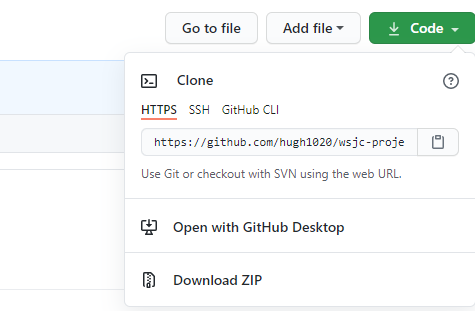 Go to file Add file Code
Clone
HTTPS SSH GitHub CLI
https://github.com/hugh1020/wsjc-proje
Use Git or checkout with SVN using the web URL.
Open with GitHub Desktop
Download ZIP